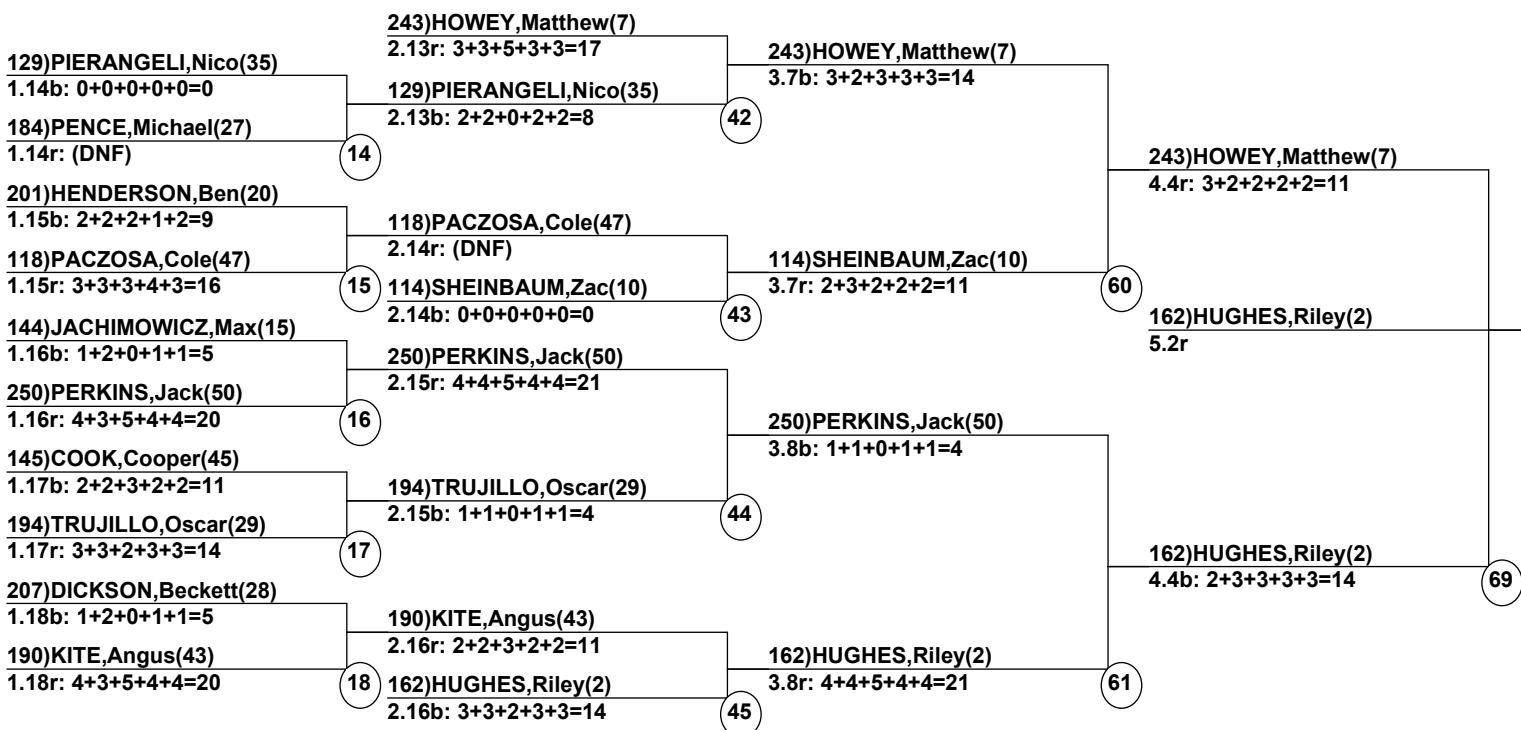 129)PIERANGELI,Nico(35)
1.14b: 0+0+0+0+0=0
184)PENCE,Michael(27)
1.14r: (DNF)
14
201)HENDERSON,Ben(20)
1.15b: 2+2+2+1+2=9
118)PACZOSA,Cole(47)
1.15r: 3+3+3+4+3=16
15
144)JACHIMOWICZ,Max(15)
1.16b: 1+2+0+1+1=5
250)PERKINS,Jack(50)
1.16r: 4+3+5+4+4=20
16
145)COOK,Cooper(45)
1.17b: 2+2+3+2+2=11
194)TRUJILLO,Oscar(29)
1.17r: 3+3+2+3+3=14
17
207)DICKSON,Beckett(28)
1.18b: 1+2+0+1+1=5
190)KITE,Angus(43)
1.18r: 4+3+5+4+4=20
18
243)HOWEY,Matthew(7)
2.13r: 3+3+5+3+3=17
129)PIERANGELI,Nico(35)
2.13b: 2+2+0+2+2=8
42
118)PACZOSA,Cole(47)
2.14r: (DNF)
114)SHEINBAUM,Zac(10)
2.14b: 0+0+0+0+0=0
43
250)PERKINS,Jack(50)
2.15r: 4+4+5+4+4=21
194)TRUJILLO,Oscar(29)
2.15b: 1+1+0+1+1=4
44
190)KITE,Angus(43)
2.16r: 2+2+3+2+2=11
162)HUGHES,Riley(2)
2.16b: 3+3+2+3+3=14
45
243)HOWEY,Matthew(7)
3.7b: 3+2+3+3+3=14
114)SHEINBAUM,Zac(10)
3.7r: 2+3+2+2+2=11
60
250)PERKINS,Jack(50)
3.8b: 1+1+0+1+1=4
162)HUGHES,Riley(2)
3.8r: 4+4+5+4+4=21
61
243)HOWEY,Matthew(7)
4.4r: 3+2+2+2+2=11
162)HUGHES,Riley(2)
5.2r
162)HUGHES,Riley(2)
4.4b: 2+3+3+3+3=14
69